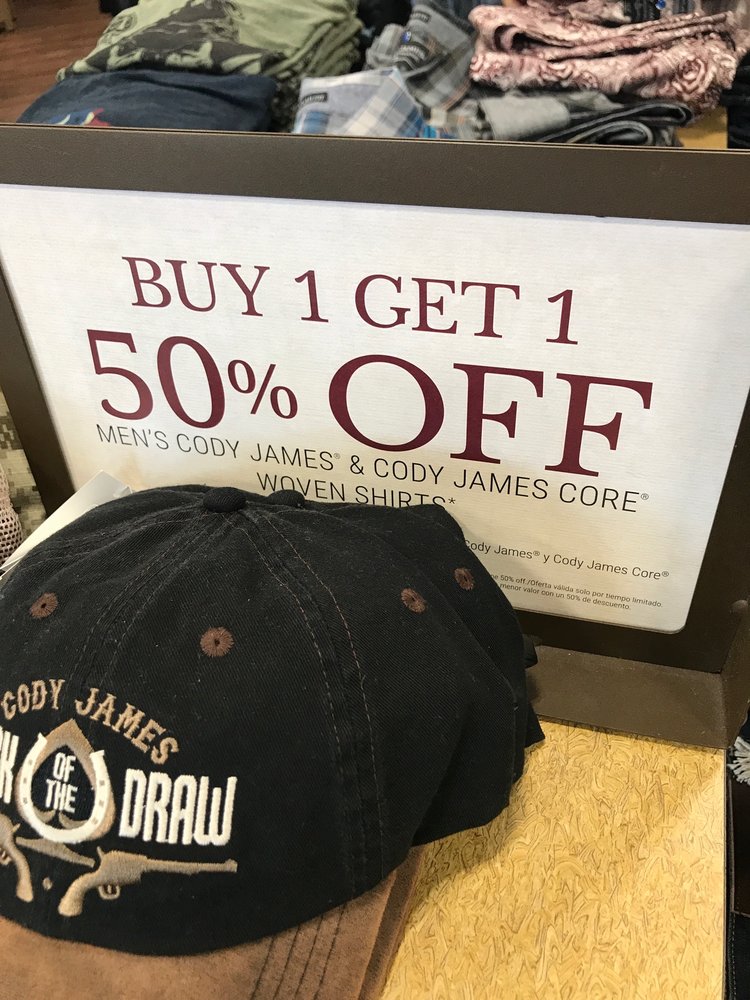 BUY 1 GET 1
50% OFF
MEN'S CODY JAMES® & CODY JAMES CORE®
WOVEN SHIRTS*
Cody James® y Cody James Core®
50% off /Oferta válida solo por tiempo limitado.
menor valor con un 50% de descuento.
CODY JAMES
OF
THE
DRAW